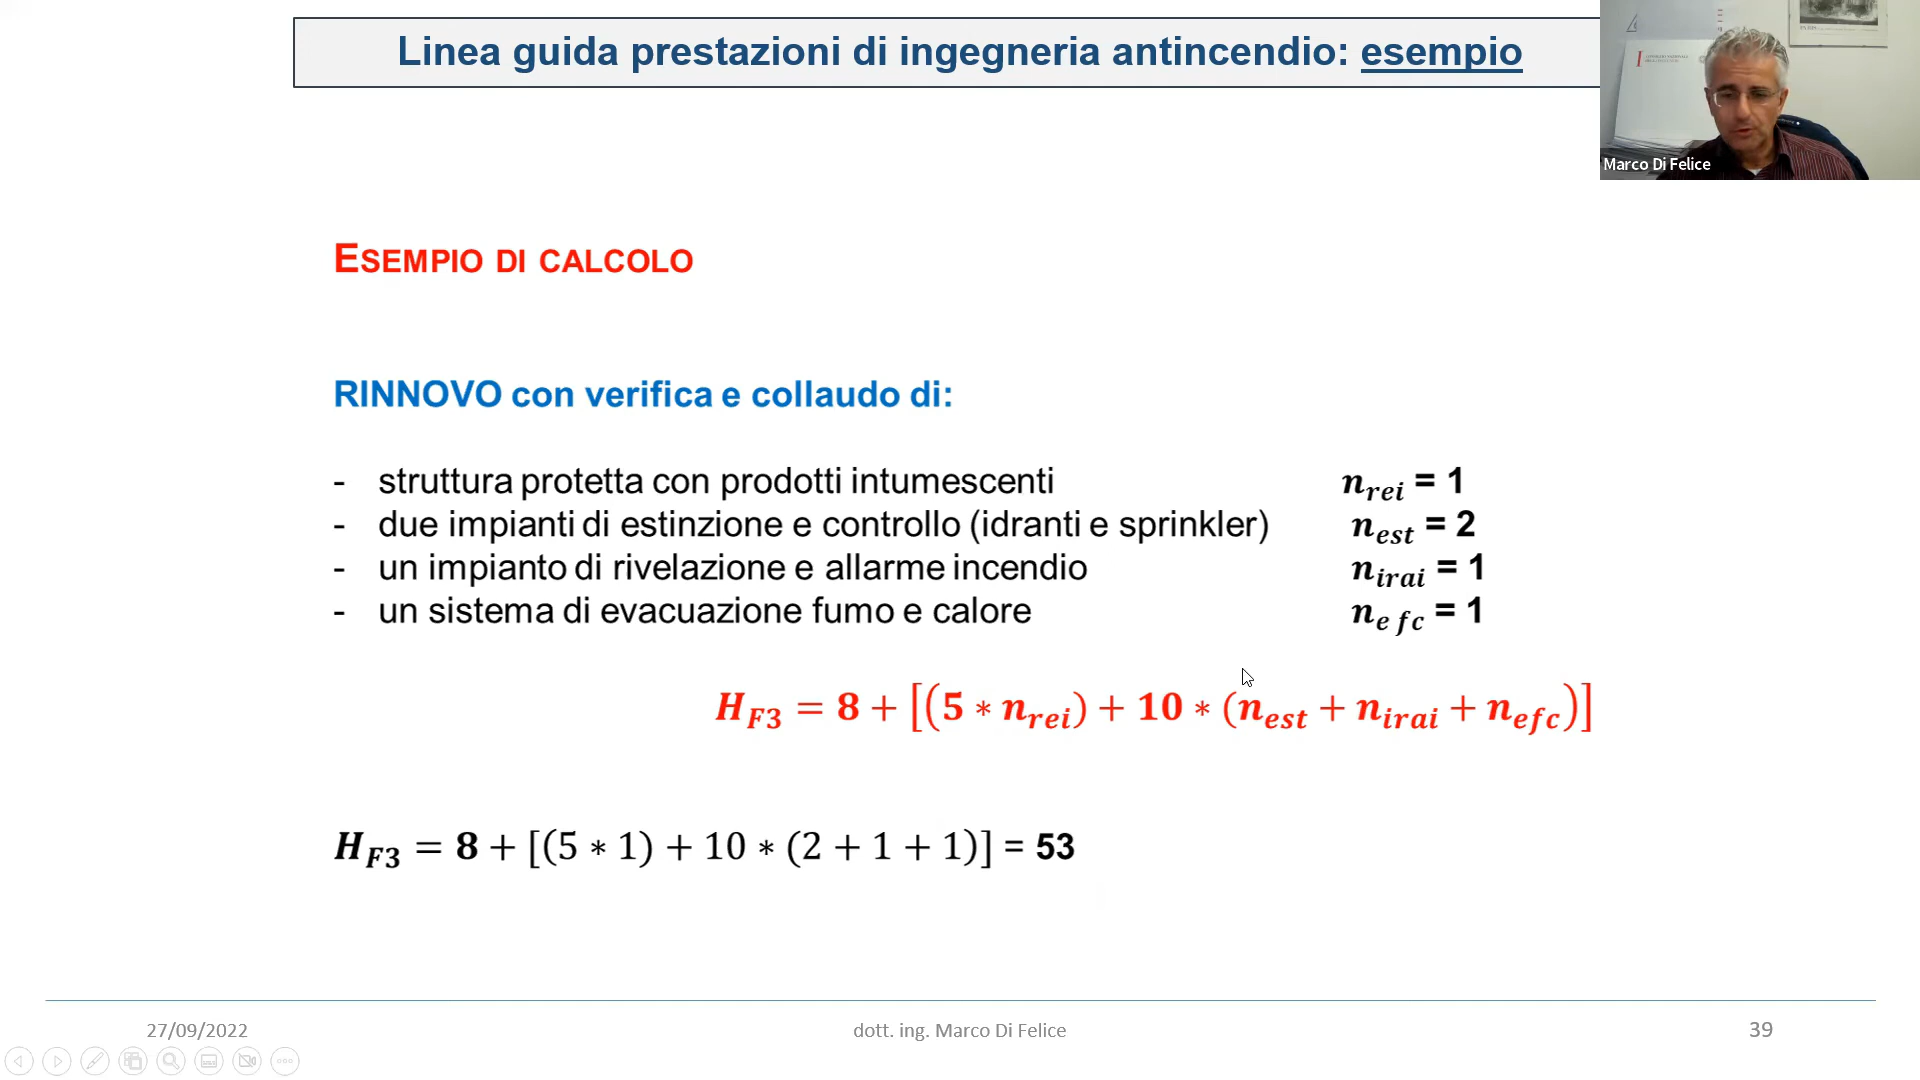 Linea guida prestazioni di ingegneria antincendio: esempio
Marco Di Felice
ESEMPIO DI CALCOLO
RINNOVO con verifica e collaudo di:
- struttura protetta con prodotti intumescenti n_rei = 1
- due impianti di estinzione e controllo (idranti e sprinkler) n_est = 2
- un impianto di rivelazione e allarme incendio n_irai = 1
- un sistema di evacuazione fumo e calore n_efc = 1
H_F3 = 8 + [(5 * n_rei) + 10 * (n_est + n_irai + n_efc)]
H_F3 = 8 + [(5 * 1) + 10 * (2 + 1 + 1)] = 53
27/09/2022 dott. ing. Marco Di Felice 39